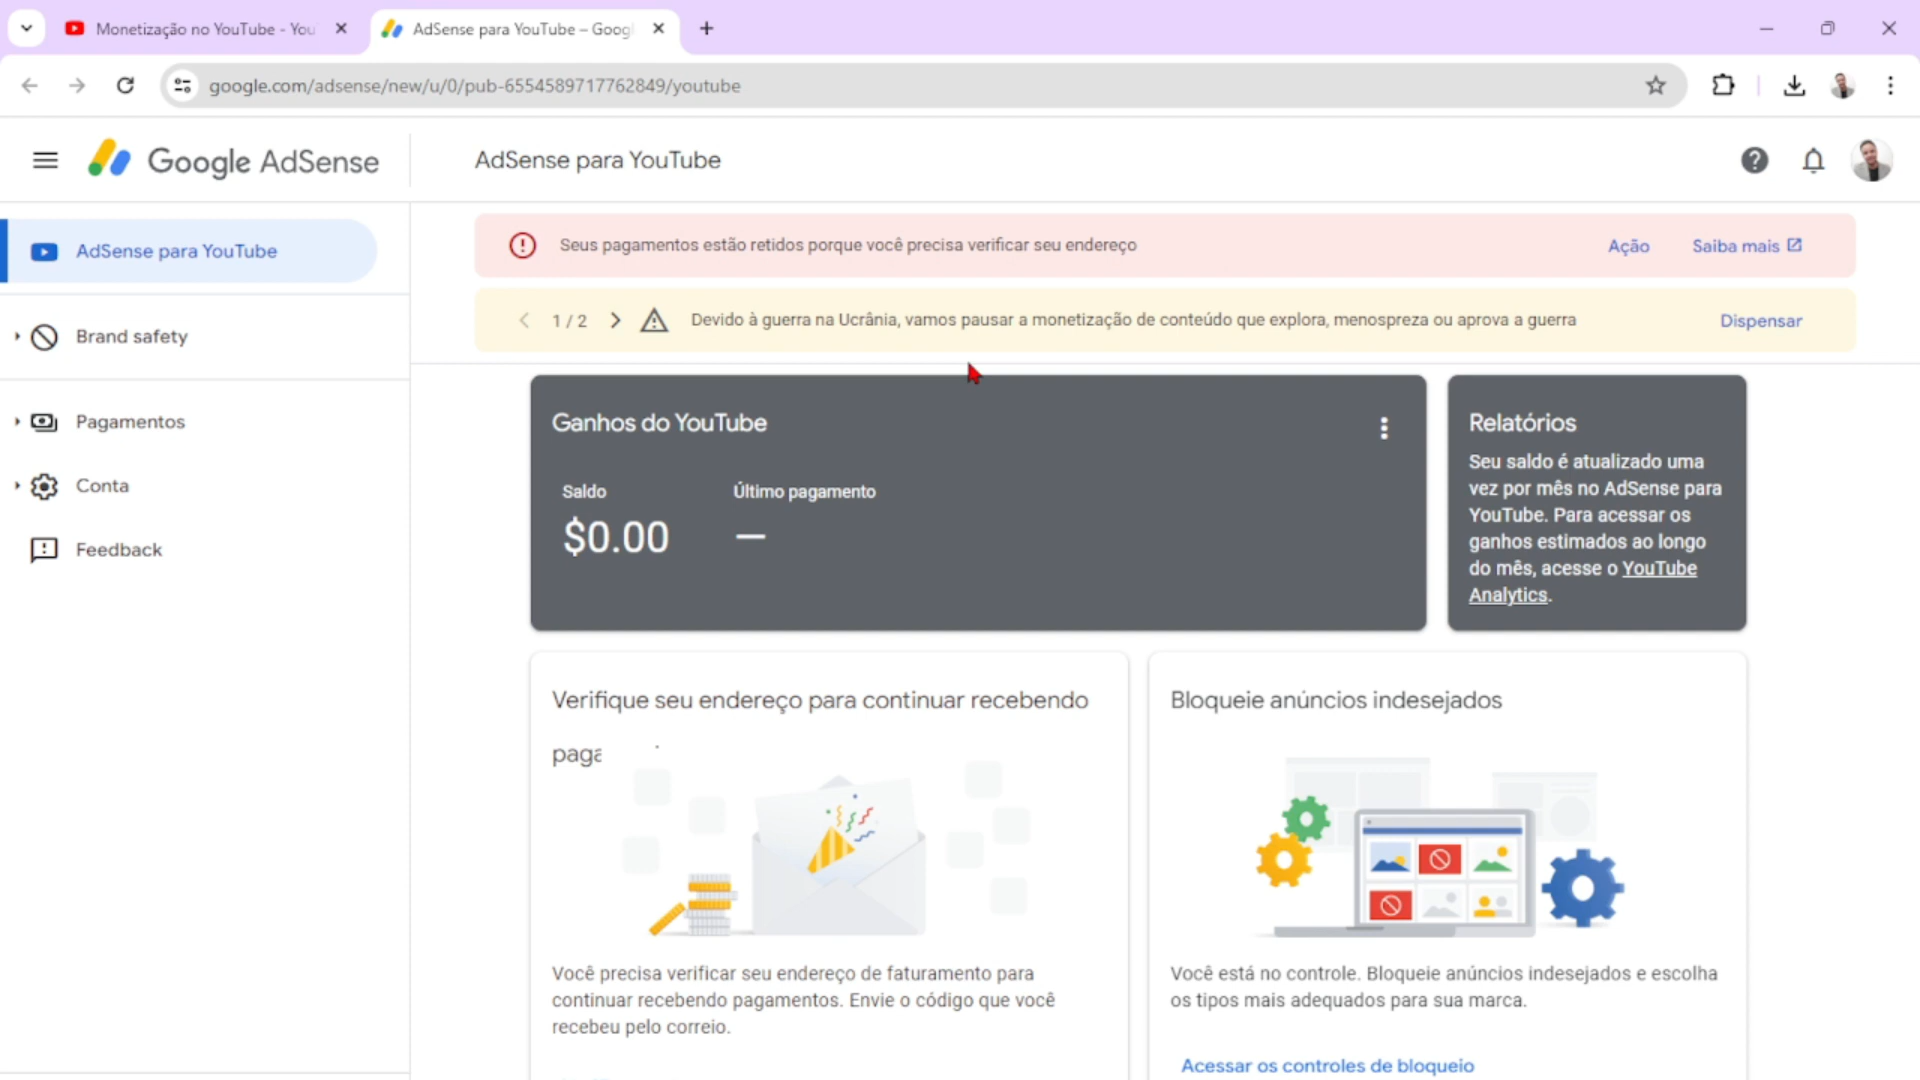 Monetização no YouTube - You
AdSense para YouTube – Goog
google.com/adsense/new/u/0/pub-6554589717762849/youtube
Google AdSense
AdSense para YouTube
AdSense para YouTube
Brand safety
Pagamentos
Conta
Feedback
Seus pagamentos estão retidos porque você precisa verificar seu endereço
Ação
Saiba mais
1 / 2
Devido à guerra na Ucrânia, vamos pausar a monetização de conteúdo que explora, menospreza ou aprova a guerra
Dispensar
Ganhos do YouTube
Saldo
$0.00
Último pagamento
—
Relatórios
Seu saldo é atualizado uma
vez por mês no AdSense para
YouTube. Para acessar os
ganhos estimados ao longo
do mês, acesse o YouTube
Analytics.
Verifique seu endereço para continuar recebendo
paga
Você precisa verificar seu endereço de faturamento para
continuar recebendo pagamentos. Envie o código que você
recebeu pelo correio.
Bloqueie anúncios indesejados
Você está no controle. Bloqueie anúncios indesejados e escolha
os tipos mais adequados para sua marca.
Acessar os controles de bloqueio